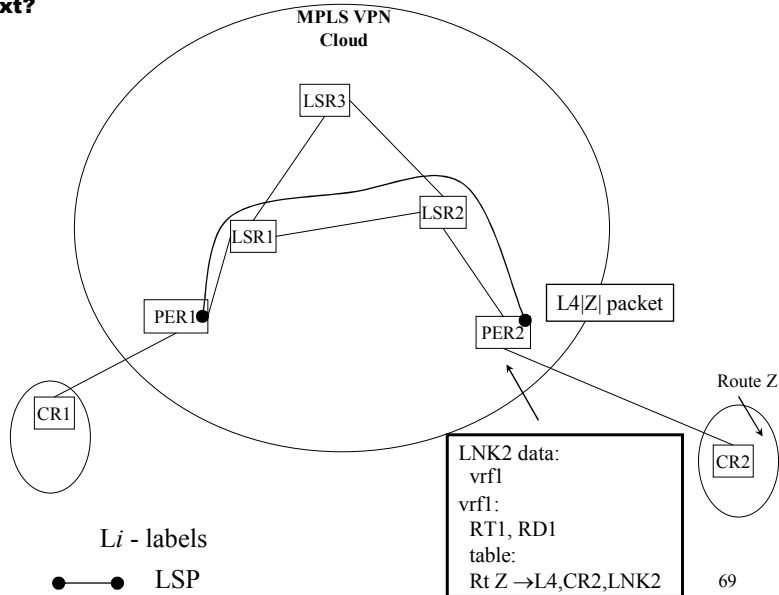 xt?
MPLS VPN
Cloud
LSR3
LSR2
LSR1
PER1
L4|Z| packet
PER2
Route Z
CR1
CR2
LNK2 data:
vrf1
vrf1:
RT1, RD1
table:
Rt Z →L4,CR2,LNK2
Li - labels
LSP
69